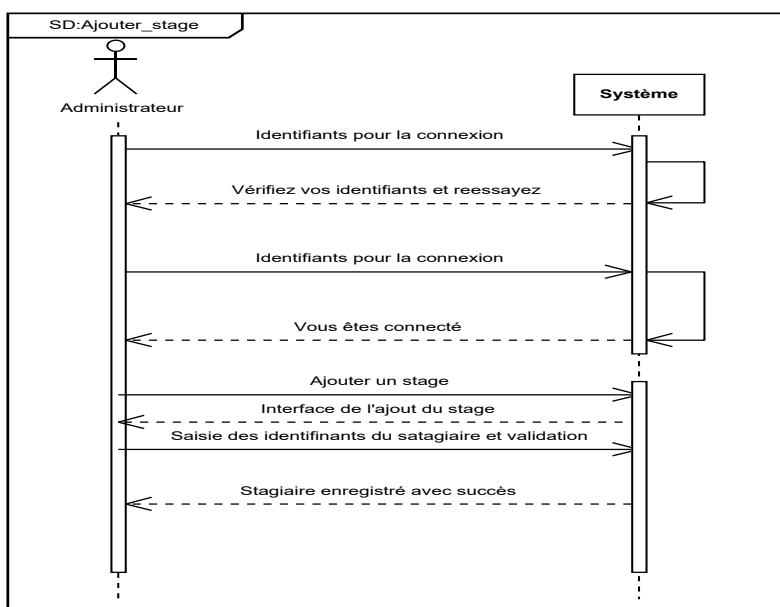 SD:Ajouter_stage
Administrateur
Système
Identifiants pour la connexion
Vérifiez vos identifiants et reessayez
Identifiants pour la connexion
Vous êtes connecté
Ajouter un stage
Interface de l'ajout du stage
Saisie des identifinants du satagiaire et validation
Stagiaire enregistré avec succès